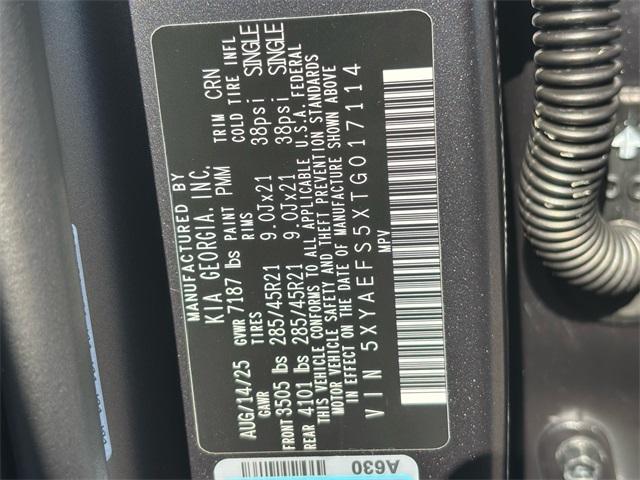 MANUFACTURED BY
KIA GEORGIA. INC.
AUG/14/25 GVWR 7187 lbs PAINT PMM TRIM CRN
GAWR TIRES RIMS COLD TIRE INFL
FRONT 3505 lbs 285/45R21 9.0Jx21 38psi SINGLE
REAR 4101 lbs 285/45R21 9.0Jx21 38psi SINGLE
THIS VEHICLE CONFORMS TO ALL APPLICABLE U.S.A. FEDERAL
MOTOR VEHICLE SAFETY AND THEFT PREVENTION STANDARDS
IN EFFECT ON THE DATE OF MANUFACTURE SHOWN ABOVE
VIN 5XYAEFS5XTG017114
MPV
A630